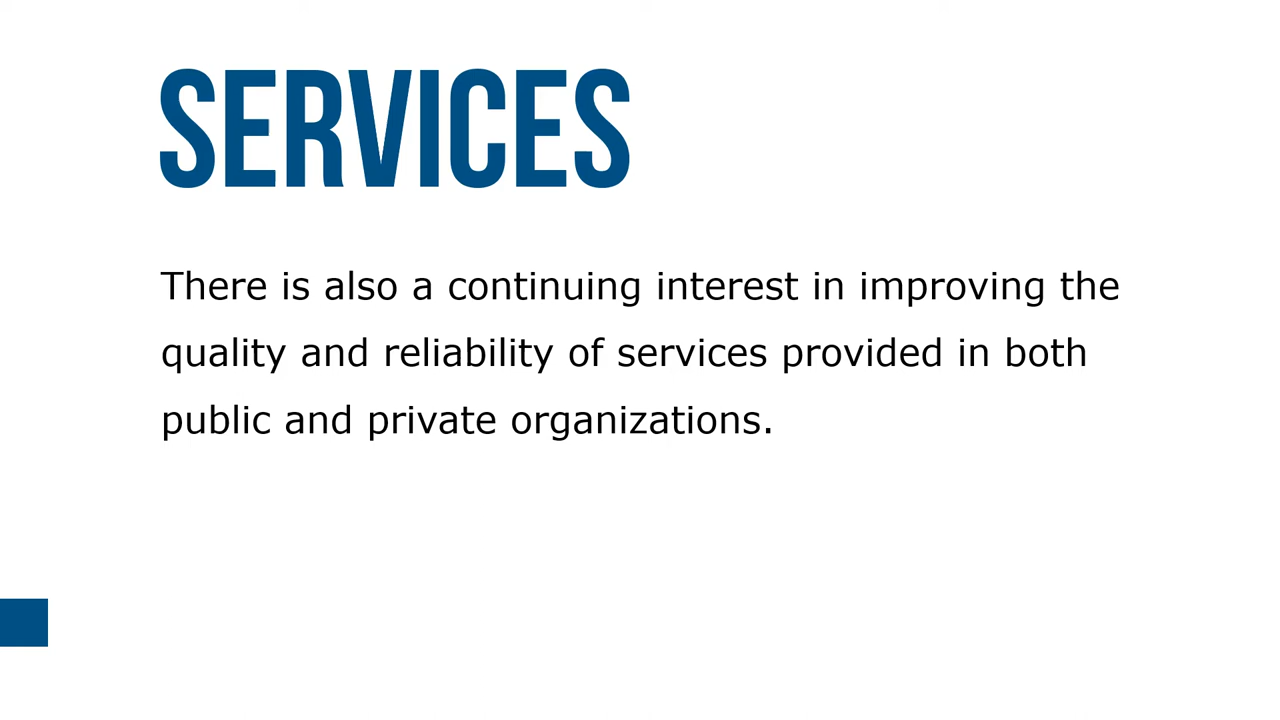 SERVICES
There is also a continuing interest in improving the
quality and reliability of services provided in both
public and private organizations.